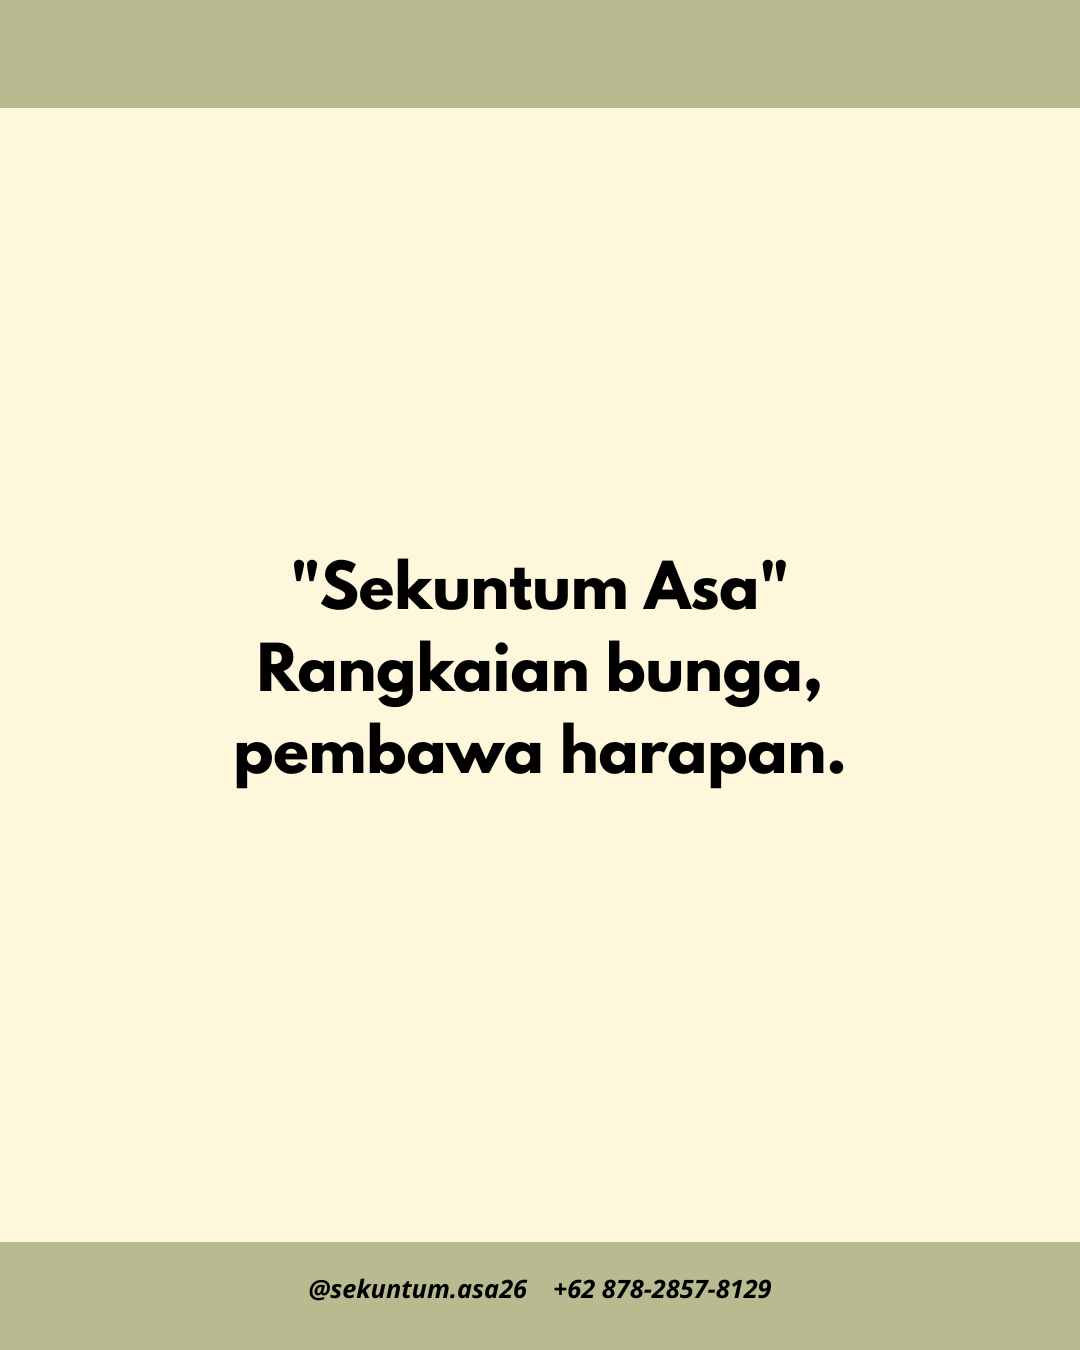 "Sekuntum Asa"
Rangkaian bunga,
pembawa harapan.
@sekuntum.asa26 +62 878-2857-8129